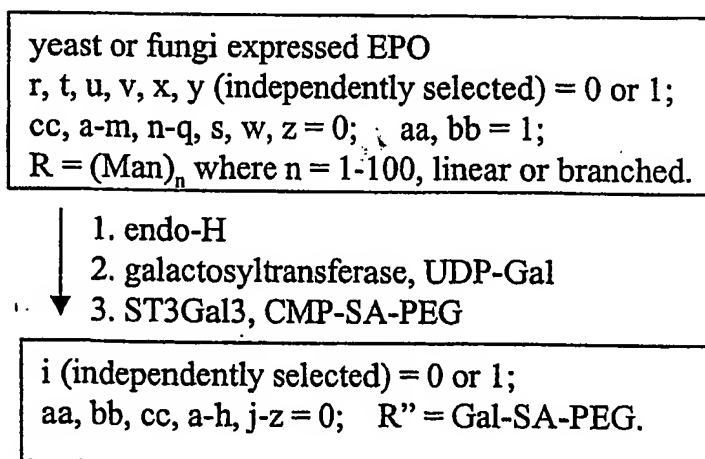 yeast or fungi expressed EPO
r, t, u, v, x, y (independently selected) = 0 or 1;
cc, a-m, n-q, s, w, z = 0; aa, bb = 1;
R = (Man)n where n = 1-100, linear or branched.
1. endo-H
2. galactosyltransferase, UDP-Gal
3. ST3Gal3, CMP-SA-PEG
i (independently selected) = 0 or 1;
aa, bb, cc, a-h, j-z = 0; R” = Gal-SA-PEG.